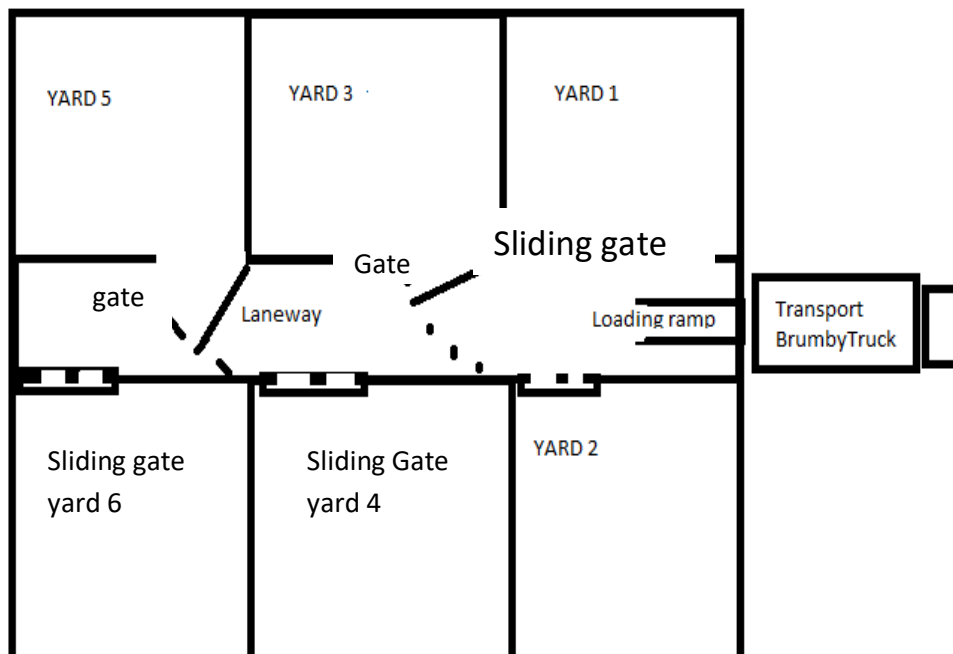 YARD 5
YARD 3
YARD 1
Sliding gate
Gate
gate
Laneway
Loading ramp
Transport
BrumbyTruck
YARD 2
Sliding gate
yard 6
Sliding Gate
yard 4